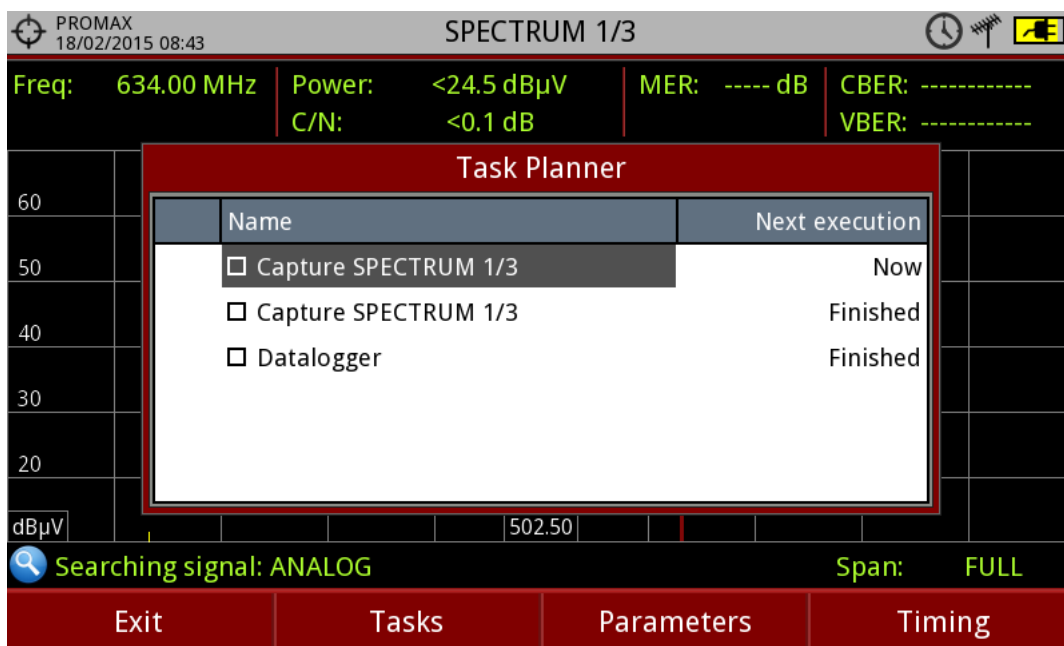 PROMAX
18/02/2015 08:43
SPECTRUM 1/3
Freq: 634.00 MHz
Power: <24.5 dBµV
MER: ----- dB
CBER: ------------
C/N: <0.1 dB
VBER: ------------
Task Planner
Name Next execution
Capture SPECTRUM 1/3 Now
Capture SPECTRUM 1/3 Finished
Datalogger Finished
60
50
40
30
20
dBµV
502.50
Searching signal: ANALOG
Span: FULL
Exit Tasks Parameters Timing